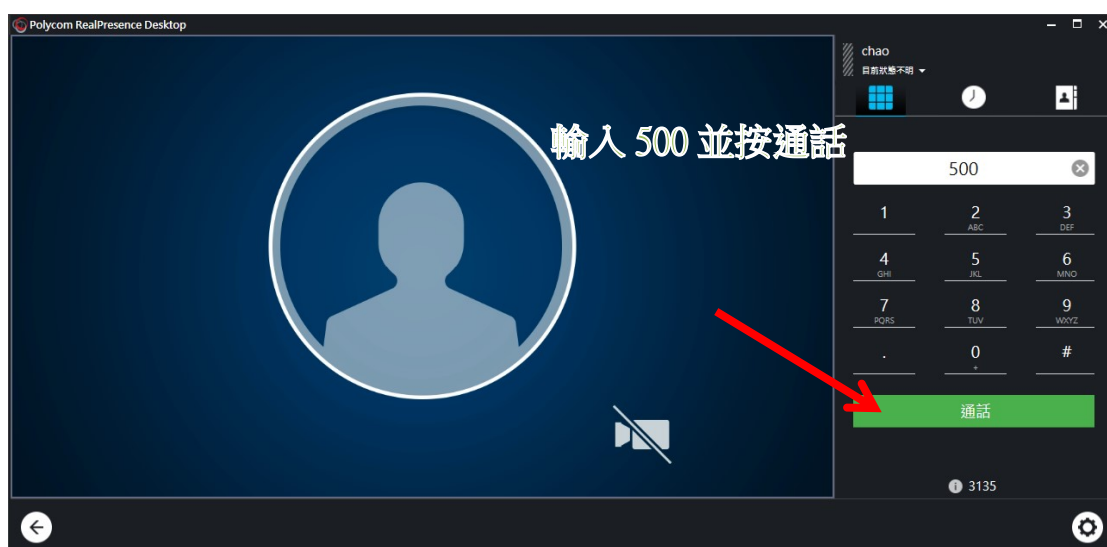 Polycom RealPresence Desktop
chao
目前狀態不明
輸入 500 並按通話
500
1 2 3
ABC DEF
4 5 6
GHI JKL MNO
7 8 9
PQRS TUV WXYZ
. 0 #
+
通話
3135